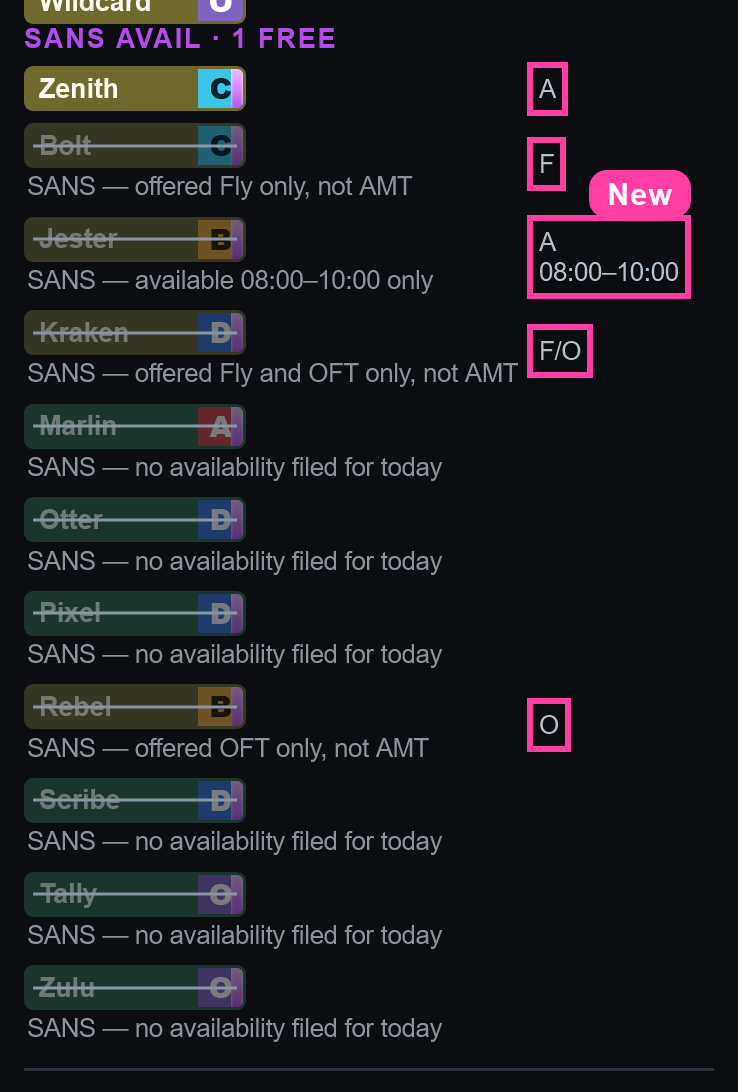 Wildcard O
SANS AVAIL · 1 FREE
Zenith C A
Bolt C F
SANS — offered Fly only, not AMT
New
Jester B A
SANS — available 08:00–10:00 only 08:00–10:00
Kraken D F/O
SANS — offered Fly and OFT only, not AMT
Marlin A
SANS — no availability filed for today
Otter D
SANS — no availability filed for today
Pixel D
SANS — no availability filed for today
Rebel B O
SANS — offered OFT only, not AMT
Scribe D
SANS — no availability filed for today
Tally O
SANS — no availability filed for today
Zulu O
SANS — no availability filed for today